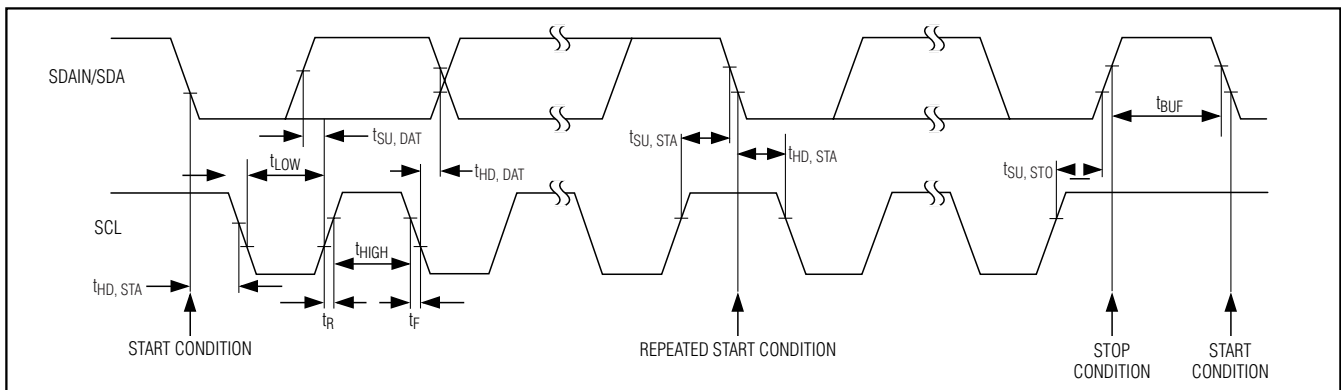 SDAIN/SDA
tBUF
tSU, STA
tSU, DAT
tLOW
tHD, STA
tHD, DAT
tSU, STO
SCL
tHIGH
tHD, STA
tR
tF
START CONDITION
REPEATED START CONDITION
STOP
CONDITION
START
CONDITION